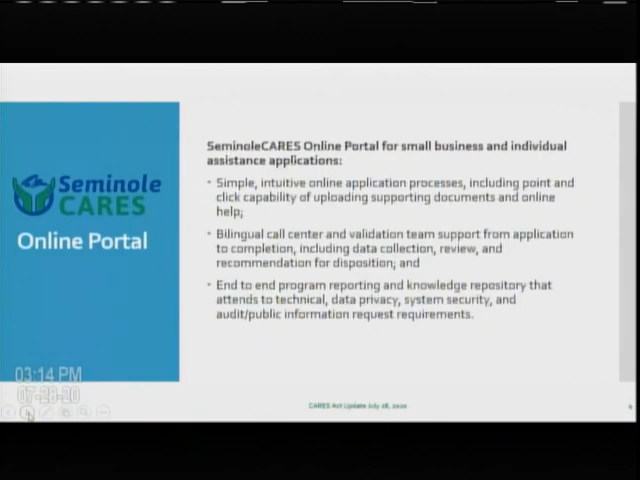 SeminoleCARES Online Portal for small business and individual
assistance applications:
• Simple, intuitive online application processes, including point and
click capability of uploading supporting documents and online
help;
• Bilingual call center and validation team support from application
to completion, including data collection, review, and
recommendation for disposition; and
• End to end program reporting and knowledge repository that
attends to technical, data privacy, system security, and
audit/public information request requirements.
Seminole
CARES
Online Portal
03:14 PM
07-28-20
CARES Act Update July 28, 2020